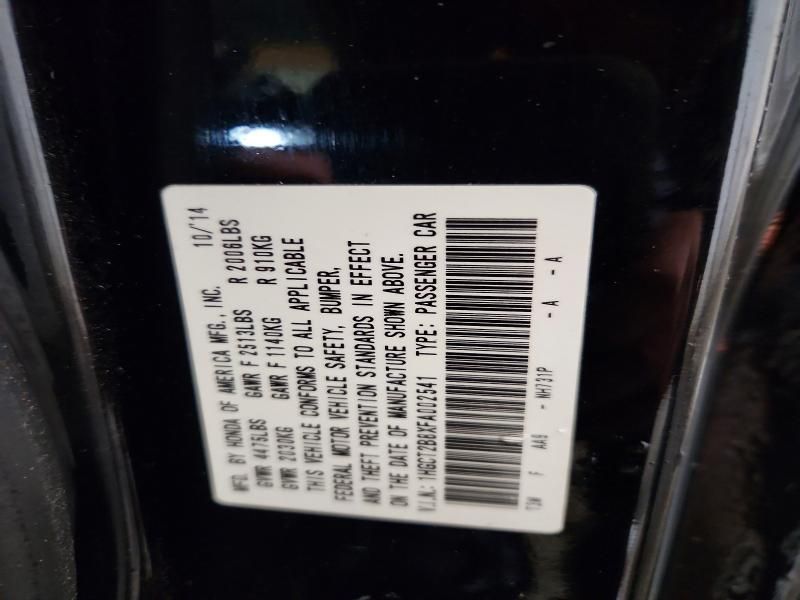 MFD. BY HONDA OF AMERICA MFG., INC. 10/'14
GVWR 4475LBS GAWR F 2513LBS R 2006LBS
GVWR 2030KG GAWR F 1140KG R 910KG
THIS VEHICLE CONFORMS TO ALL APPLICABLE
FEDERAL MOTOR VEHICLE SAFETY, BUMPER,
AND THEFT PREVENTION STANDARDS IN EFFECT
ON THE DATE OF MANUFACTURE SHOWN ABOVE.
V.I.N.: 1HGCT2B8XFA002541 TYPE: PASSENGER CAR
T3W F AA9 - NH731P - A - A